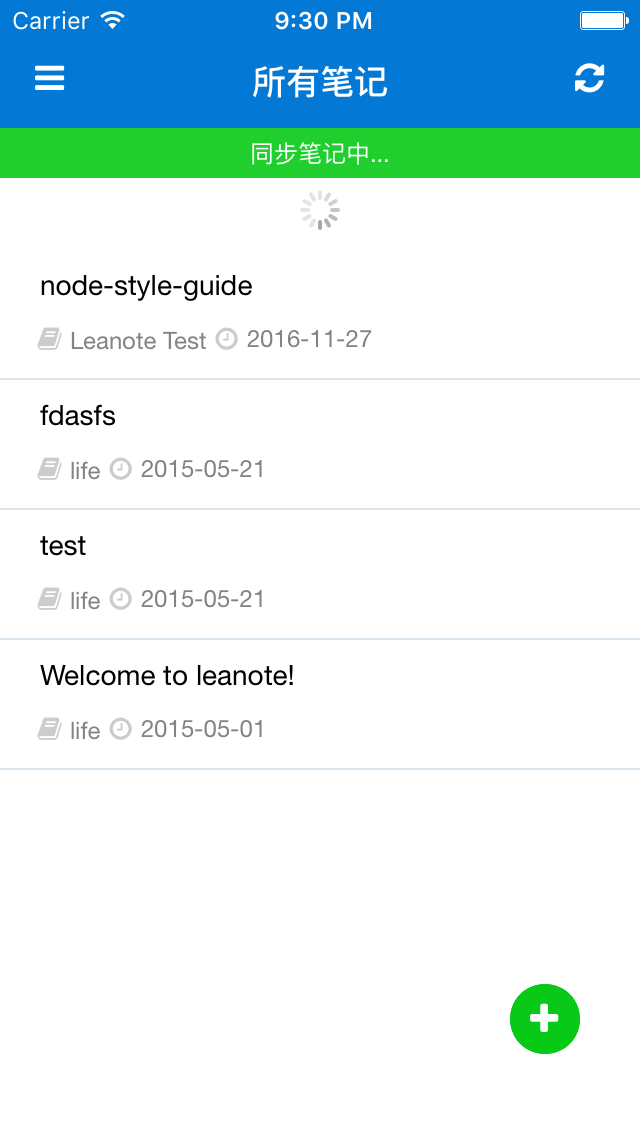 Carrier 9:30 PM
所有笔记
同步笔记中...
node-style-guide
Leanote Test 2016-11-27
fdasfs
life 2015-05-21
test
life 2015-05-21
Welcome to leanote!
life 2015-05-01